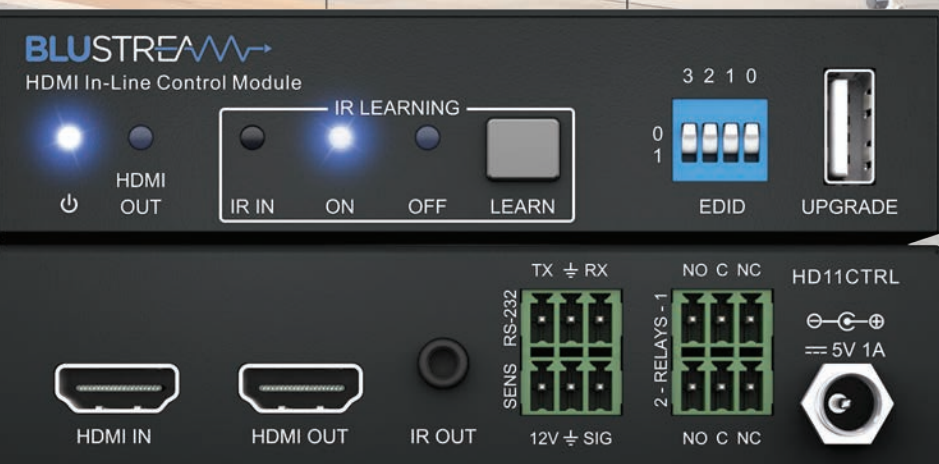 BLUSTREAM
HDMI In-Line Control Module
IR LEARNING
3 2 1 0
0
1
HDMI
OUT
IR IN
ON
OFF
LEARN
EDID
UPGRADE
TX RX
NO C NC
HD11CTRL
RS-232
SENS
2 - RELAYS - 1
5V 1A
HDMI IN
HDMI OUT
IR OUT
12V SIG
NO C NC